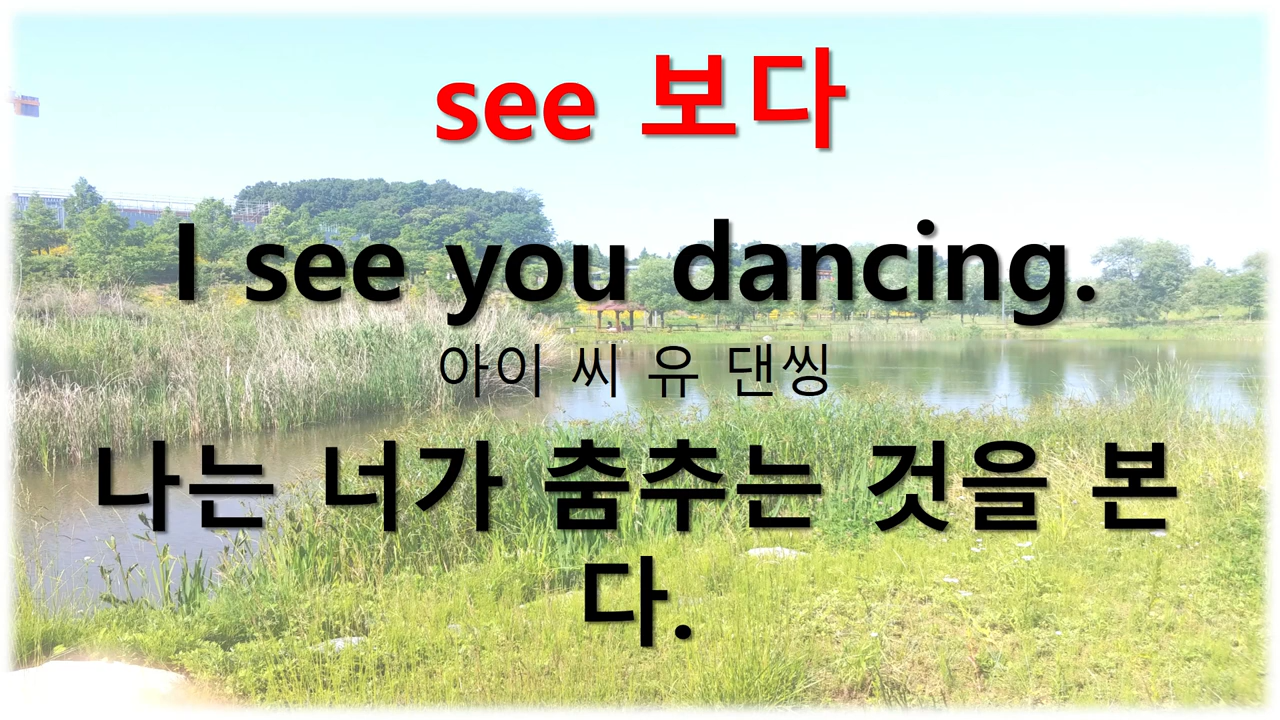 see 보다
I see you dancing.
아이 씨 유 댄씽
나는 너가 춤추는 것을 본
다.